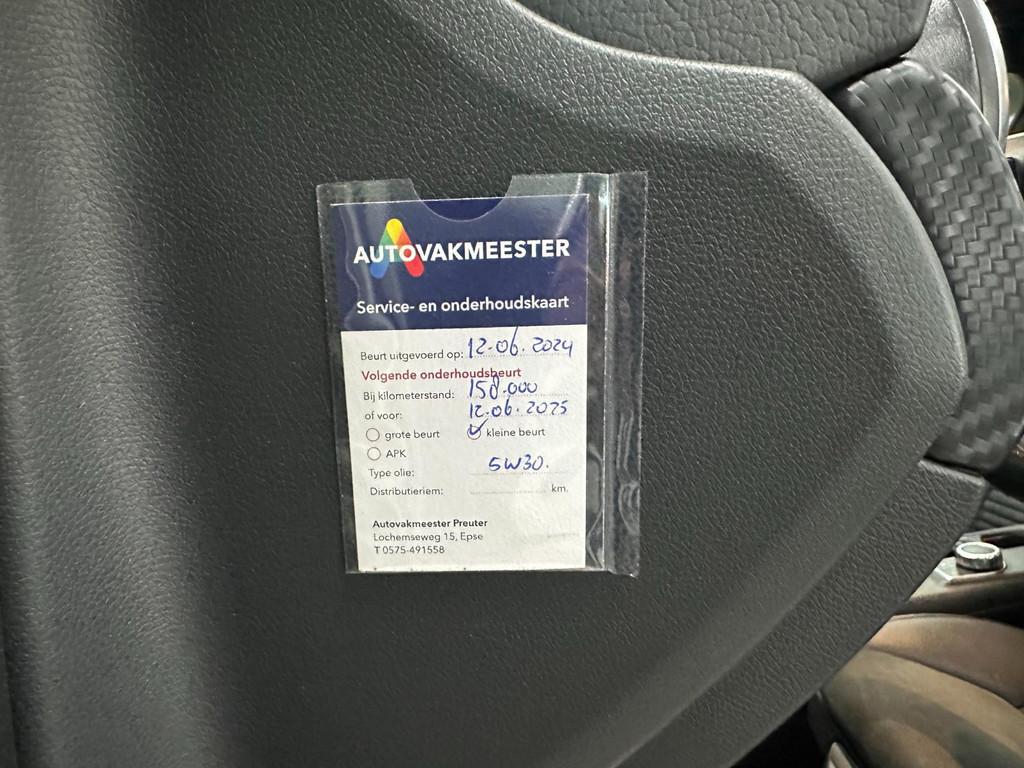 AUTOVAKMEESTER
Service- en onderhoudskaart
Beurt uitgevoerd op: 12-06.2024
Volgende onderhoudsbeurt
Bij kilometerstand: 158.000
of voor: 12-06.2025
grote beurt kleine beurt
APK
Type olie: 5W30.
Distributieriem: km.
Autovakmeester Preuter
Lochemseweg 15, Epse
T 0575-491558